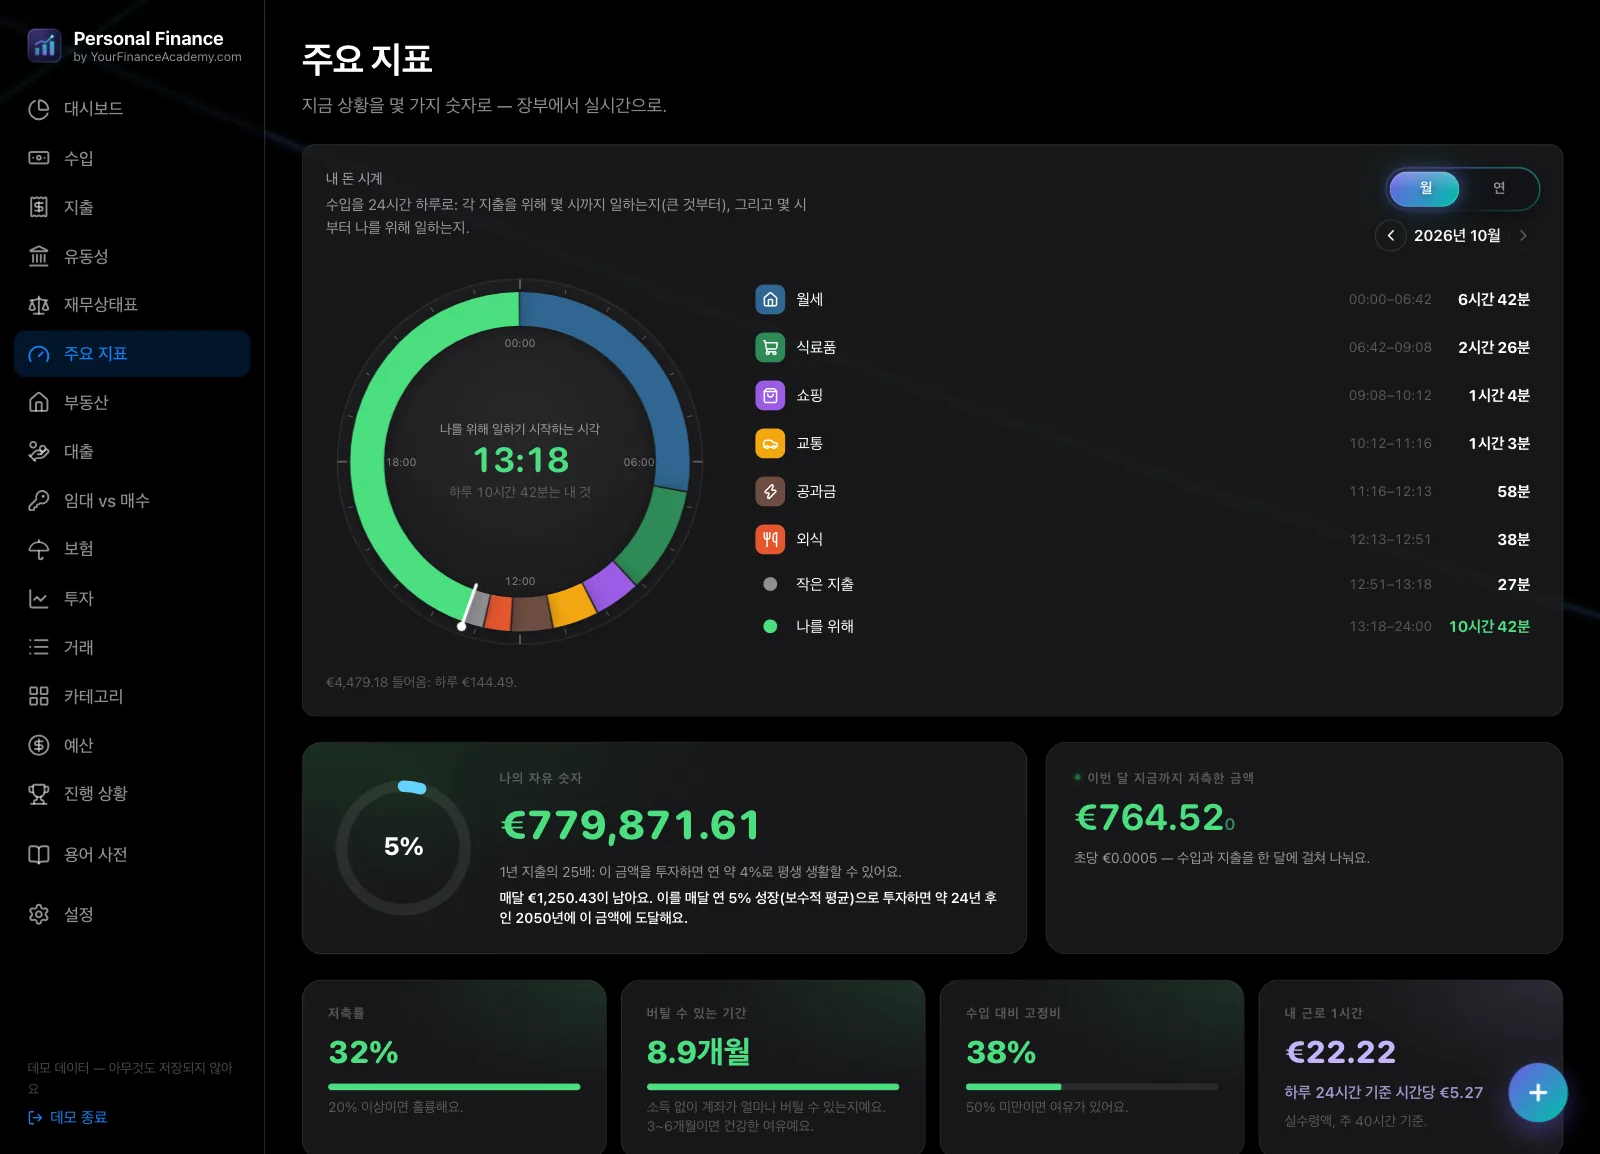 Personal Finance
by YourFinanceAcademy.com
대시보드
수입
지출
유동성
재무상태표
주요 지표
부동산
대출
임대 vs 매수
보험
투자
거래
카테고리
예산
진행 상황
용어 사전
설정
데모 데이터 — 아무것도 저장되지 않아
요
데모 종료
주요 지표
지금 상황을 몇 가지 숫자로 — 장부에서 실시간으로.
내 돈 시계
수입을 24시간 하루로: 각 지출을 위해 몇 시까지 일하는지(큰 것부터), 그리고 몇 시
부터 나를 위해 일하는지.
월
연
2026년 10월
00:00
06:00
12:00
18:00
나를 위해 일하기 시작하는 시각
13:18
하루 10시간 42분는 내 것
월세 00:00–06:42 6시간 42분
식료품 06:42–09:08 2시간 26분
쇼핑 09:08–10:12 1시간 4분
교통 10:12–11:16 1시간 3분
공과금 11:16–12:13 58분
외식 12:13–12:51 38분
작은 지출 12:51–13:18 27분
나를 위해 13:18–24:00 10시간 42분
€4,479.18 들어옴: 하루 €144.49.
5%
나의 자유 숫자
€779,871.61
1년 지출의 25배: 이 금액을 투자하면 연 약 4%로 평생 생활할 수 있어요.
매달 €1,250.43이 남아요. 이를 매달 연 5% 성장(보수적 평균)으로 투자하면 약 24년 후
인 2050년에 이 금액에 도달해요.
이번 달 지금까지 저축한 금액
€764.520
초당 €0.0005 — 수입과 지출을 한 달에 걸쳐 나눠요.
저축률
32%
20% 이상이면 훌륭해요.
버틸 수 있는 기간
8.9개월
소득 없이 계좌가 얼마나 버틸 수 있는지예요.
3~6개월이면 건강한 여유예요.
수입 대비 고정비
38%
50% 미만이면 여유가 있어요.
내 근로 1시간
€22.22
하루 24시간 기준 시간당 €5.27
실수령액, 주 40시간 기준.